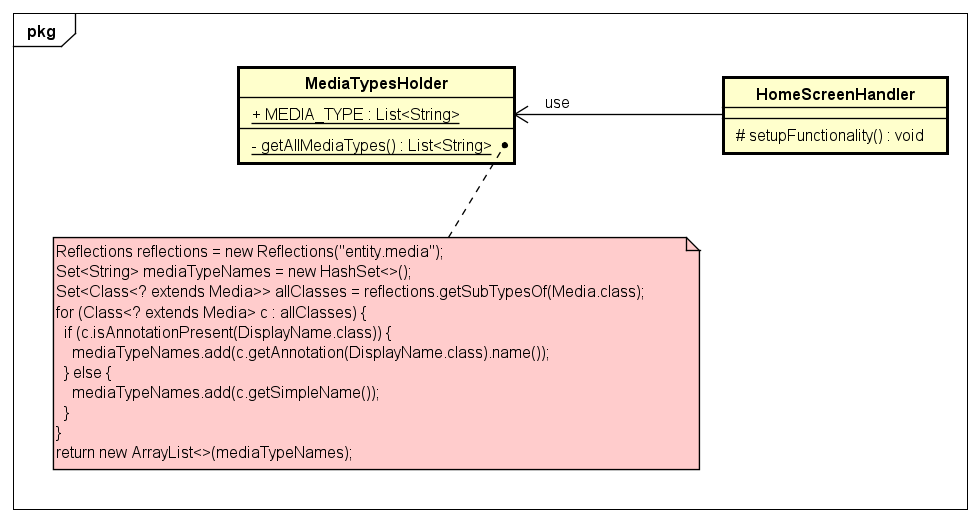 pkg
MediaTypesHolder
+ MEDIA_TYPE : List<String>
- getAllMediaTypes() : List<String>
use
HomeScreenHandler
# setupFunctionality() : void
Reflections reflections = new Reflections("entity.media");
Set<String> mediaTypeNames = new HashSet<>();
Set<Class<? extends Media>> allClasses = reflections.getSubTypesOf(Media.class);
for (Class<? extends Media> c : allClasses) {
  if (c.isAnnotationPresent(DisplayName.class)) {
    mediaTypeNames.add(c.getAnnotation(DisplayName.class).name());
  } else {
    mediaTypeNames.add(c.getSimpleName());
  }
}
return new ArrayList<>(mediaTypeNames);